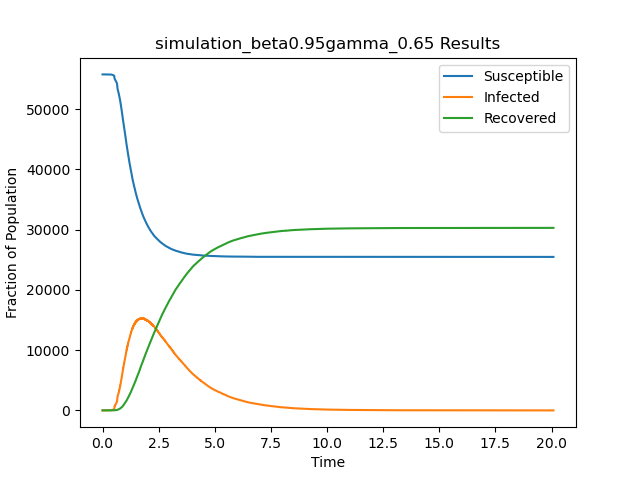 simulation_beta0.95gamma_0.65 Results
Susceptible
Infected
Recovered
Fraction of Population
50000
40000
30000
20000
10000
0
0.0 2.5 5.0 7.5 10.0 12.5 15.0 17.5 20.0
Time